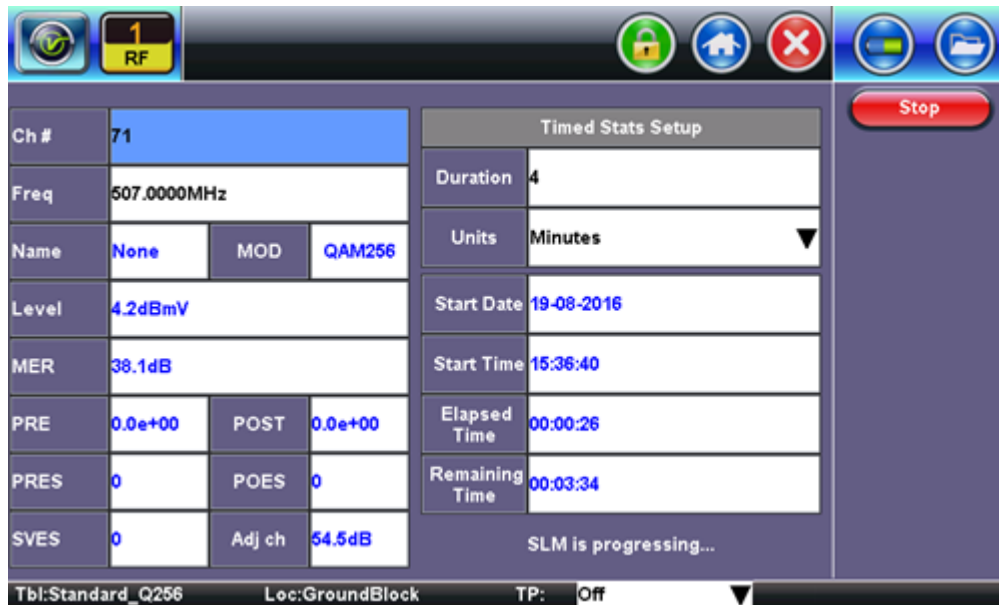 1
RF
Stop
Ch # 71
Freq 507.0000MHz
Name None MOD QAM256
Level 4.2dBmV
MER 38.1dB
PRE 0.0e+00 POST 0.0e+00
PRES 0 POES 0
SVES 0 Adj ch 54.5dB
Timed Stats Setup
Duration 4
Units Minutes
Start Date 19-08-2016
Start Time 15:36:40
Elapsed
Time 00:00:26
Remaining
Time 00:03:34
SLM is progressing...
Tbl:Standard_Q256 Loc:GroundBlock TP: Off